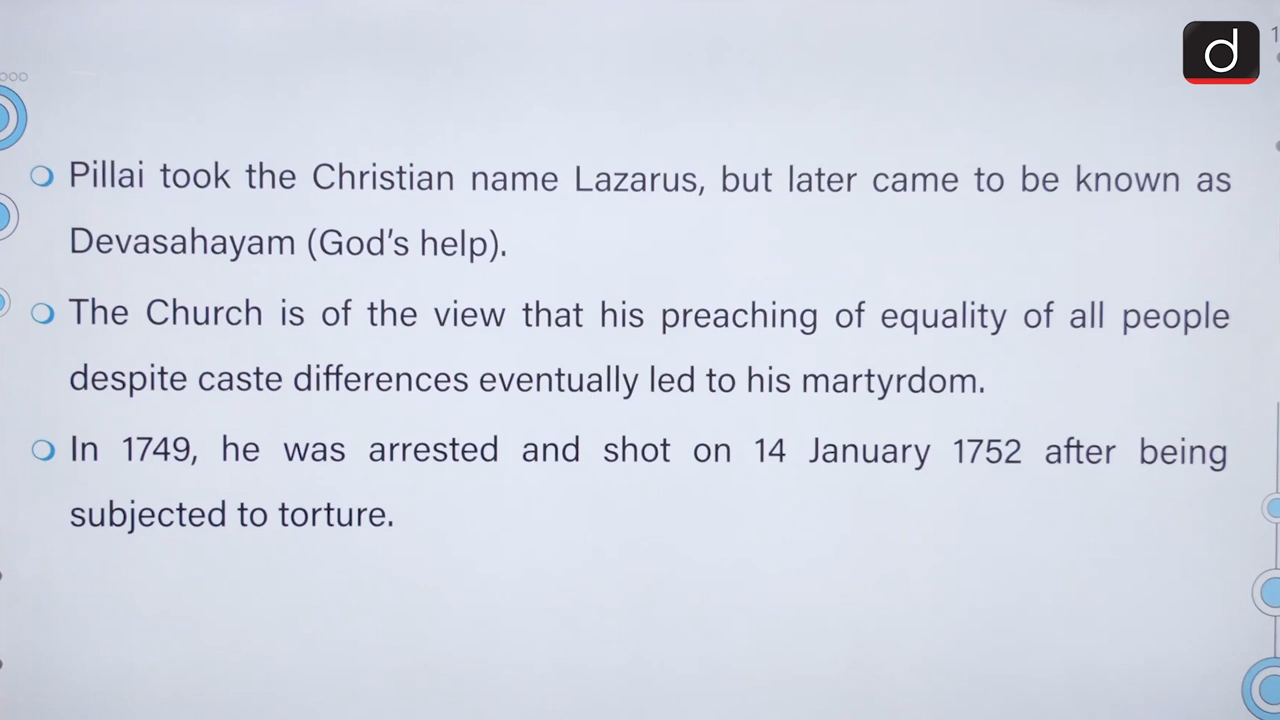 d
1
Pillai took the Christian name Lazarus, but later came to be known as
Devasahayam (God's help).
The Church is of the view that his preaching of equality of all people
despite caste differences eventually led to his martyrdom.
In 1749, he was arrested and shot on 14 January 1752 after being
subjected to torture.